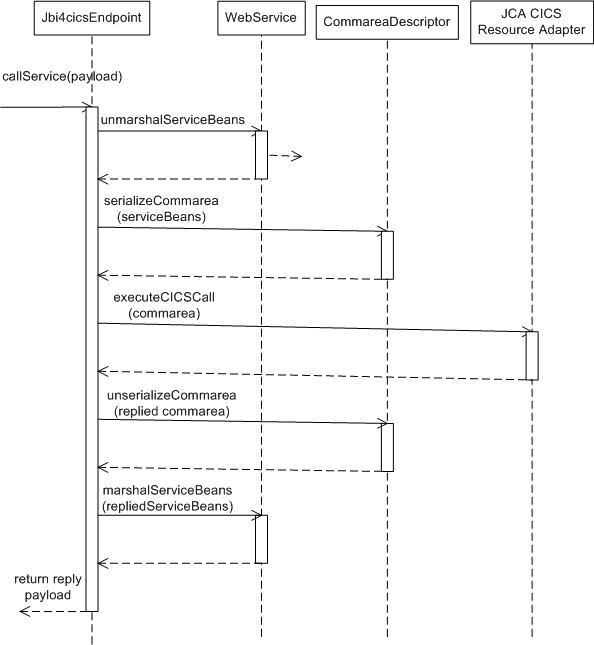 Jbi4cicsEndpoint
WebService
CommareaDescriptor
JCA CICS
Resource Adapter
callService(payload)
unmarshalServiceBeans
serializeCommarea
(serviceBeans)
executeCICSCall
(commarea)
unserializeCommarea
(replied commarea)
marshalServiceBeans
(repliedServiceBeans)
return reply
payload